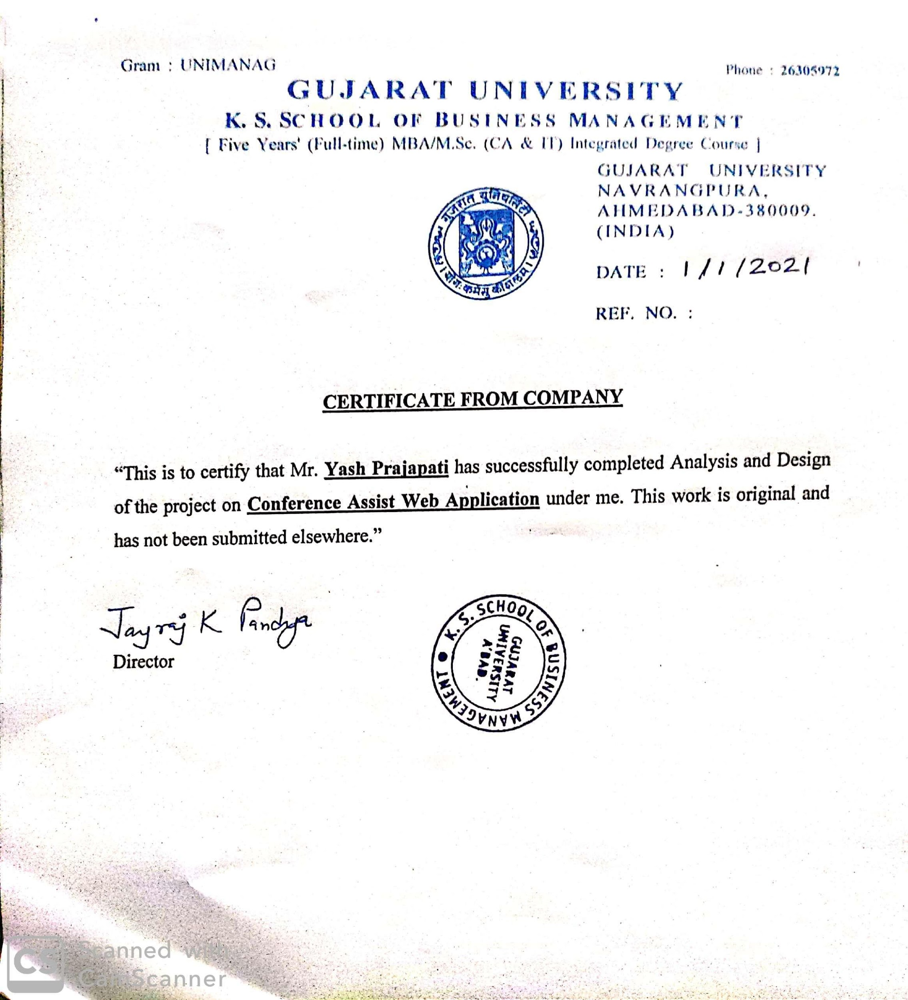 Gram : UNIMANAG
Phone : 26305972
GUJARAT UNIVERSITY
K. S. SCHOOL OF BUSINESS MANAGEMENT
[ Five Years' (Full-time) MBA/M.Sc. (CA & IT) Integrated Degree Course ]
GUJARAT UNIVERSITY
NAVRANGPURA,
AHMEDABAD-380009.
(INDIA)
गुजरात युनिवर्सिटी
योगः कर्मसु कौशलम्
DATE : 1/1/2021
REF. NO. :
CERTIFICATE FROM COMPANY
“This is to certify that Mr. Yash Prajapati has successfully completed Analysis and Design
of the project on Conference Assist Web Application under me. This work is original and
has not been submitted elsewhere.”
Jayraj K Pandya
Director
K. S. SCHOOL OF BUSINESS MANAGEMENT
GUJARAT
UNIVERSITY
A'BAD.
CS
Scanned with
CamScanner